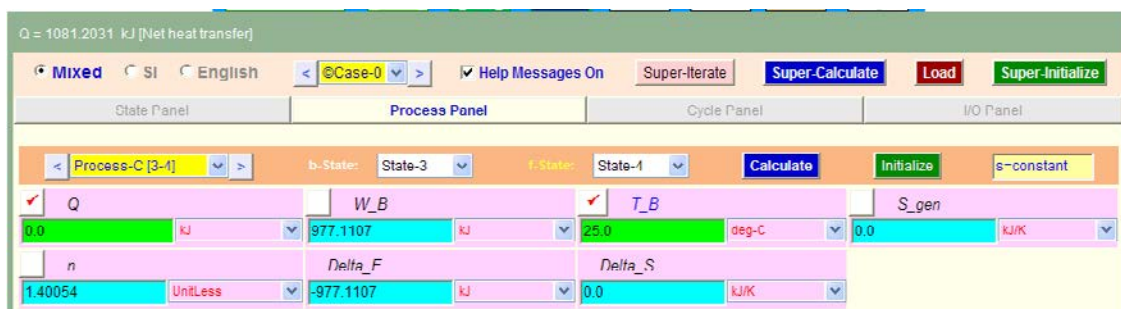 Q = 1081.2031 kJ [Net heat transfer]
Mixed SI English < ©Case-0 > Help Messages On Super-Iterate Super-Calculate Load Super-Initialize
State Panel Process Panel Cycle Panel I/O Panel
< Process-C [3-4] > b-State: State-3 f-State: State-4 Calculate Initialize s=constant
Q W_B T_B S_gen
0.0 kJ 977.1107 kJ 25.0 deg-C 0.0 kJ/K
n Delta_E Delta_S
1.40054 UnitLess -977.1107 kJ 0.0 kJ/K